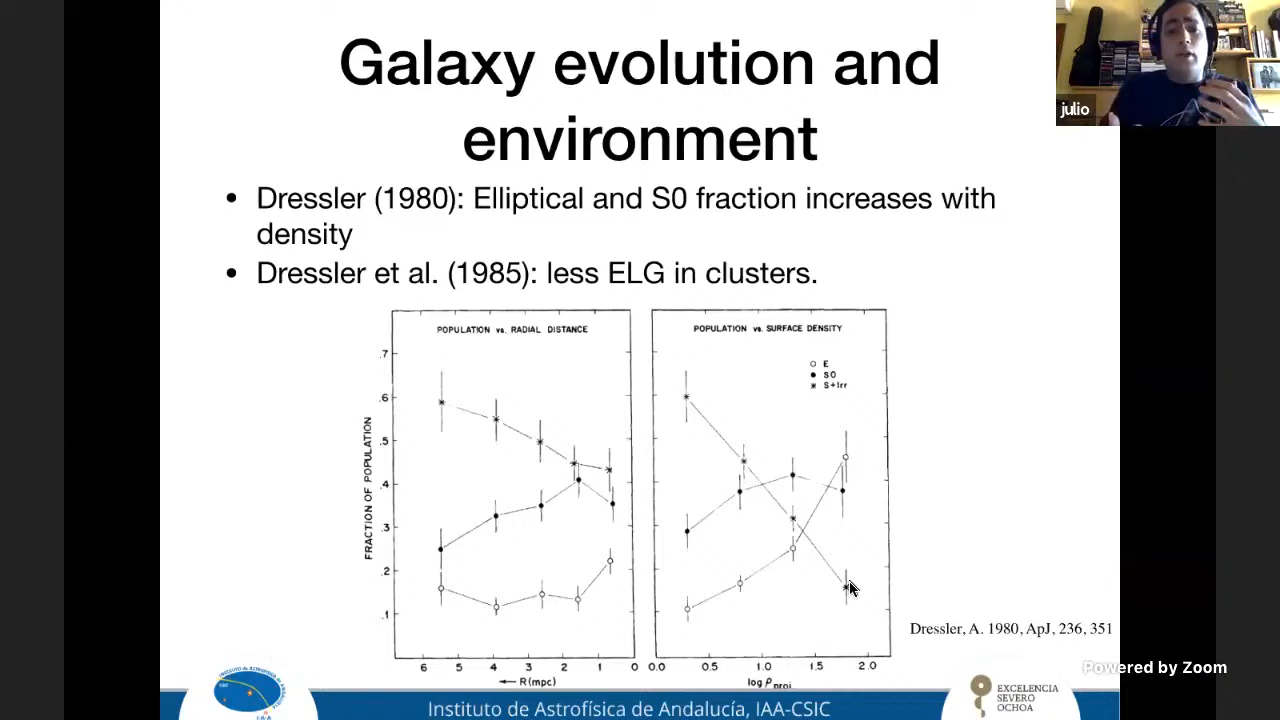 Galaxy evolution and
environment
julio
• Dressler (1980): Elliptical and S0 fraction increases with
density
• Dressler et al. (1985): less ELG in clusters.
POPULATION vs. RADIAL DISTANCE
POPULATION vs. SURFACE DENSITY
E
S0
S+Irr
FRACTION OF POPULATION
.7
.6
.5
.4
.3
.2
.1
6 5 4 3 2 1 0
R (mpc)
0.0 0.5 1.0 1.5 2.0
log ρ proj
Dressler, A. 1980, ApJ, 236, 351
Powered by Zoom
Instituto de Astrofísica de Andalucía, IAA-CSIC
EXCELENCIA
SEVERO
OCHOA